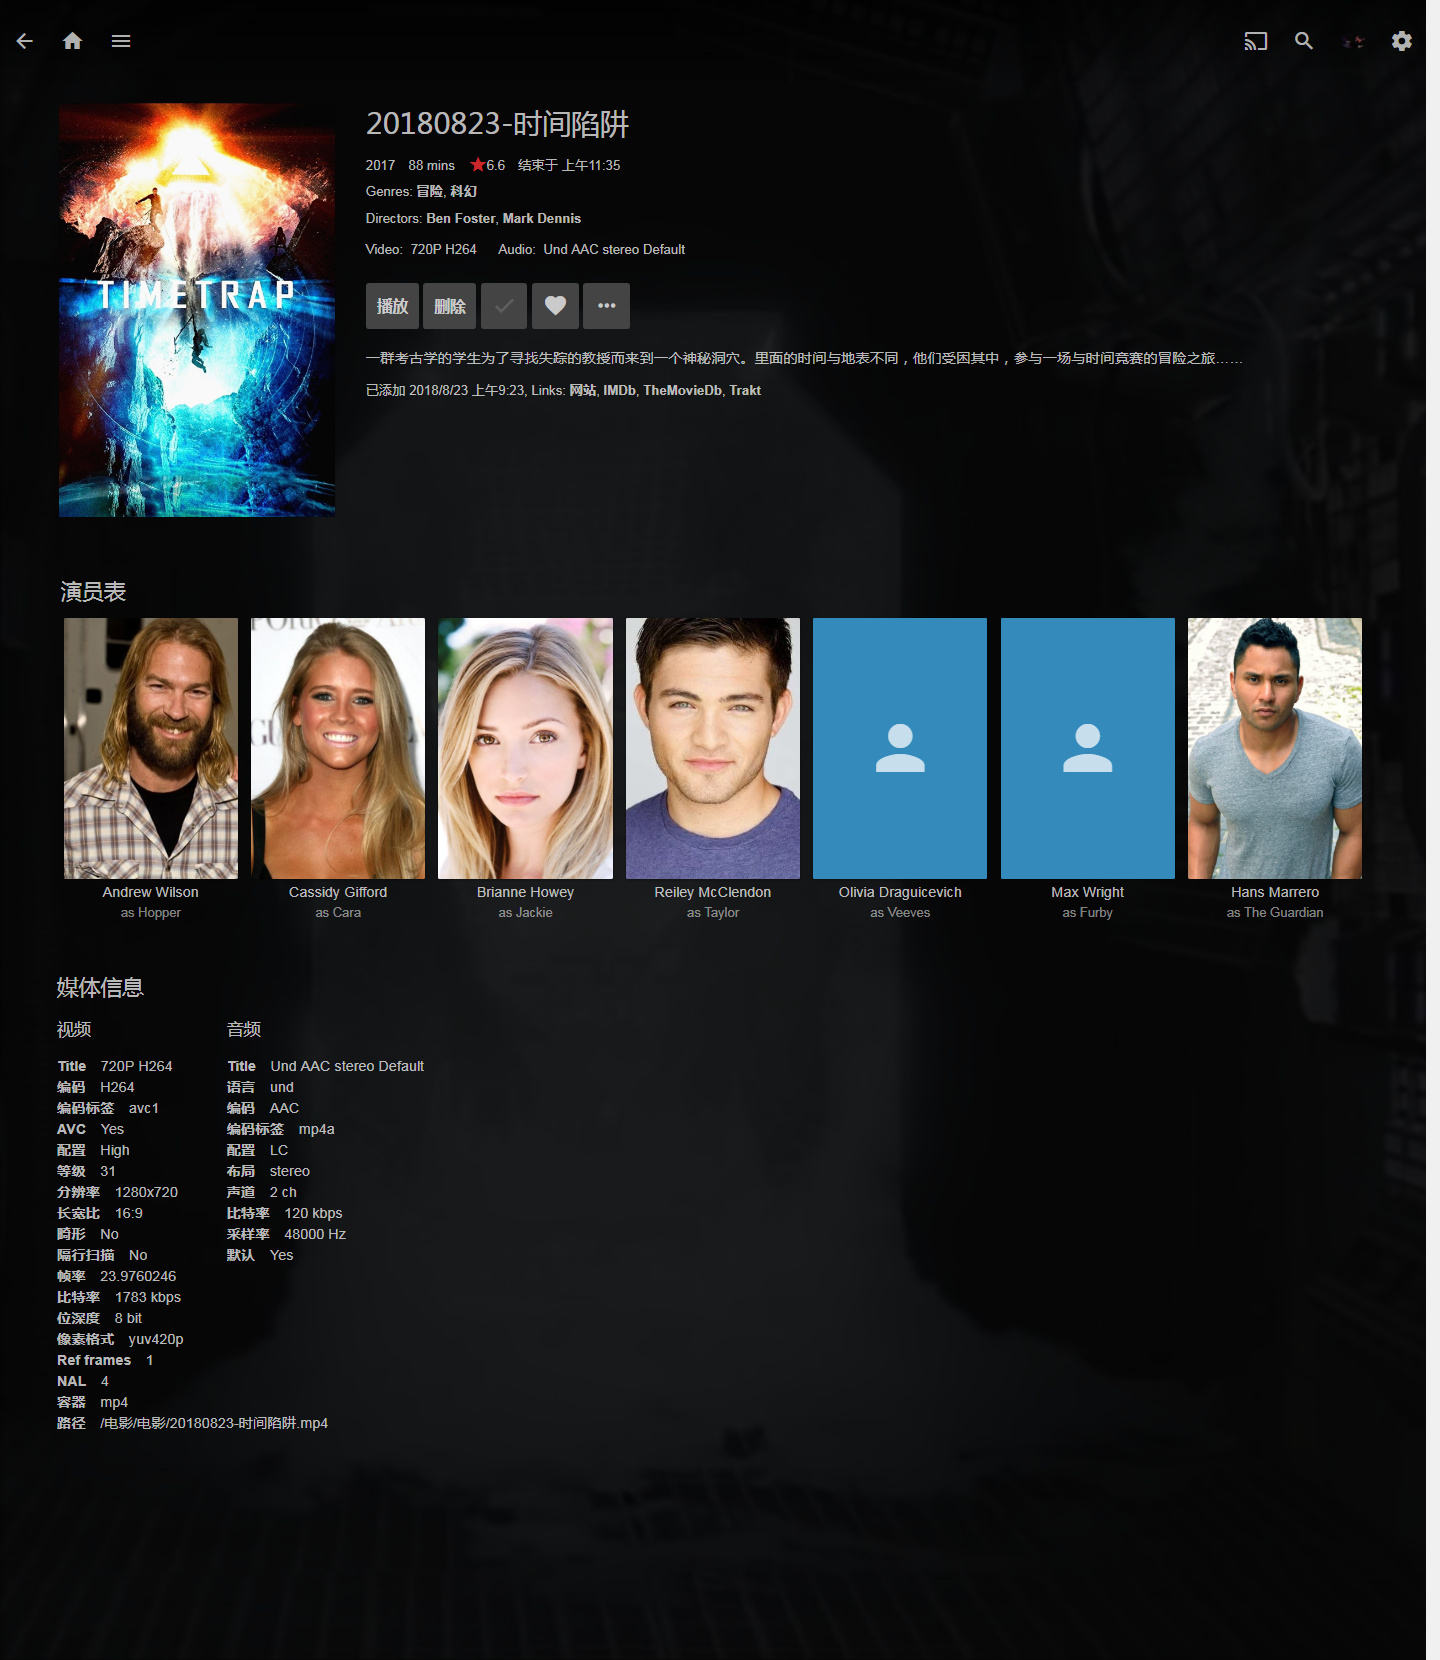 20180823-时间陷阱
2017 88 mins 6.6 结束于 上午11:35
Genres: 冒险, 科幻
Directors: Ben Foster, Mark Dennis
Video: 720P H264 Audio: Und AAC stereo Default
TIMETRAP
播放 删除
一群考古学的学生为了寻找失踪的教授而来到一个神秘洞穴。里面的时间与地表不同，他们受困其中，参与一场与时间竞赛的冒险之旅……
已添加 2018/8/23 上午9:23, Links: 网站, IMDb, TheMovieDb, Trakt
演员表
Andrew Wilson
as Hopper
Cassidy Gifford
as Cara
Brianne Howey
as Jackie
Reiley McClendon
as Taylor
Olivia Draguicevich
as Veeves
Max Wright
as Furby
Hans Marrero
as The Guardian
媒体信息
视频
Title 720P H264
编码 H264
编码标签 avc1
AVC Yes
配置 High
等级 31
分辨率 1280x720
长宽比 16:9
畸形 No
隔行扫描 No
帧率 23.9760246
比特率 1783 kbps
位深度 8 bit
像素格式 yuv420p
Ref frames 1
NAL 4
容器 mp4
路径 /电影/电影/20180823-时间陷阱.mp4
音频
Title Und AAC stereo Default
语言 und
编码 AAC
编码标签 mp4a
配置 LC
布局 stereo
声道 2 ch
比特率 120 kbps
采样率 48000 Hz
默认 Yes